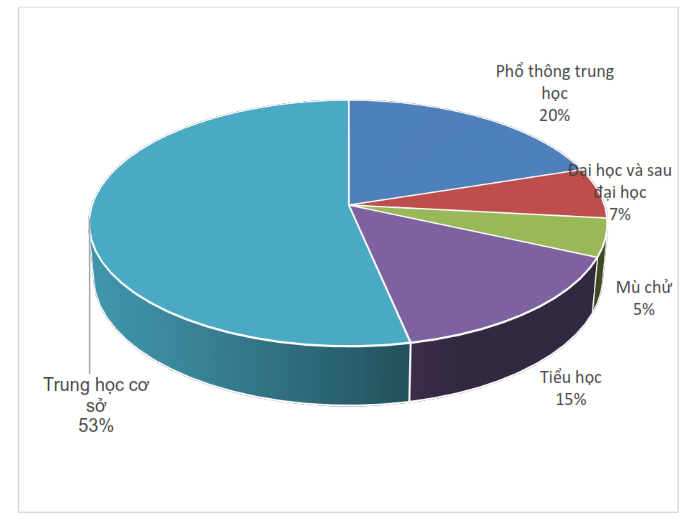 Phổ thông trung
học
20%
Đại học và sau
đại học
7%
Mù chử
5%
Tiểu học
15%
Trung học cơ
sở
53%